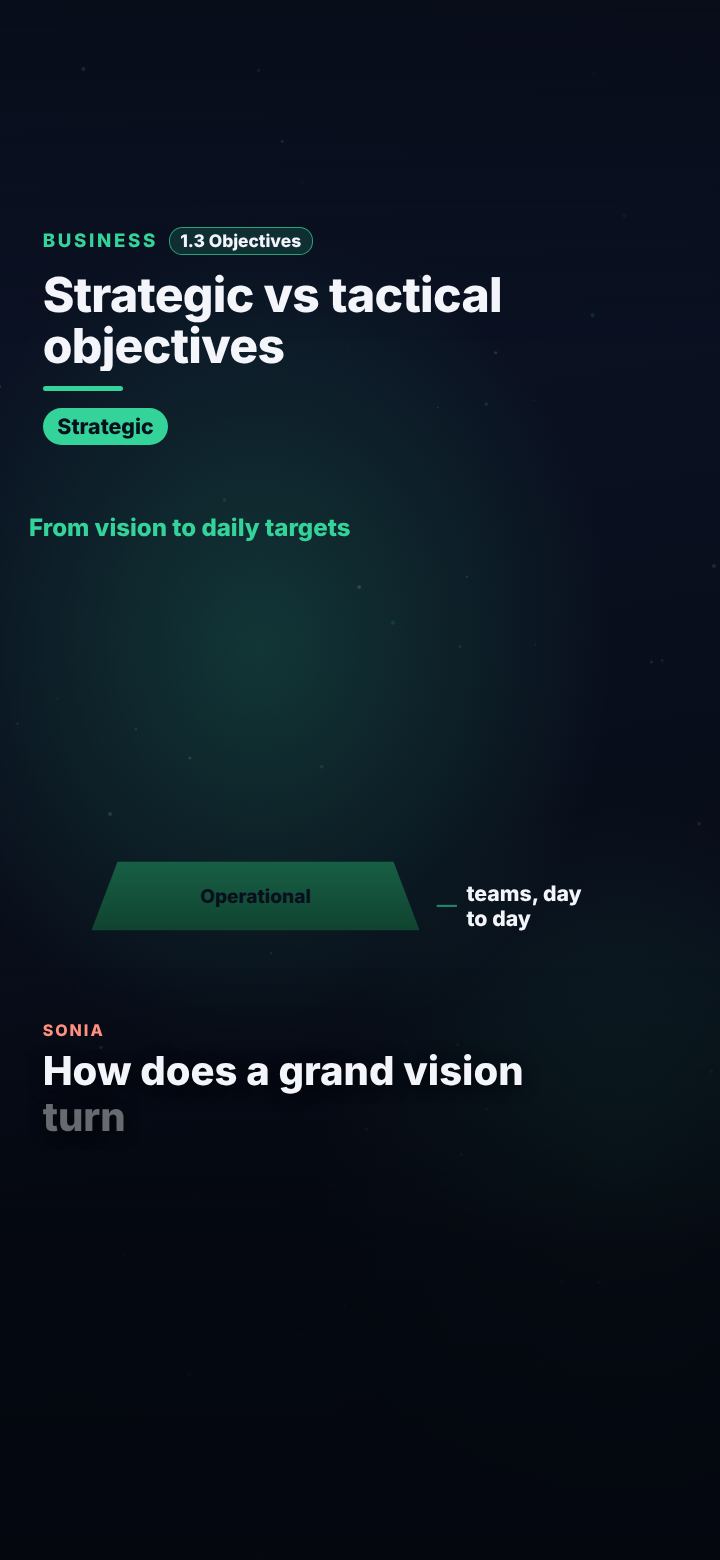 BUSINESS 1.3 Objectives
Strategic vs tactical
objectives
Strategic
From vision to daily targets
Operational
teams, day
to day
SONIA
How does a grand vision
turn